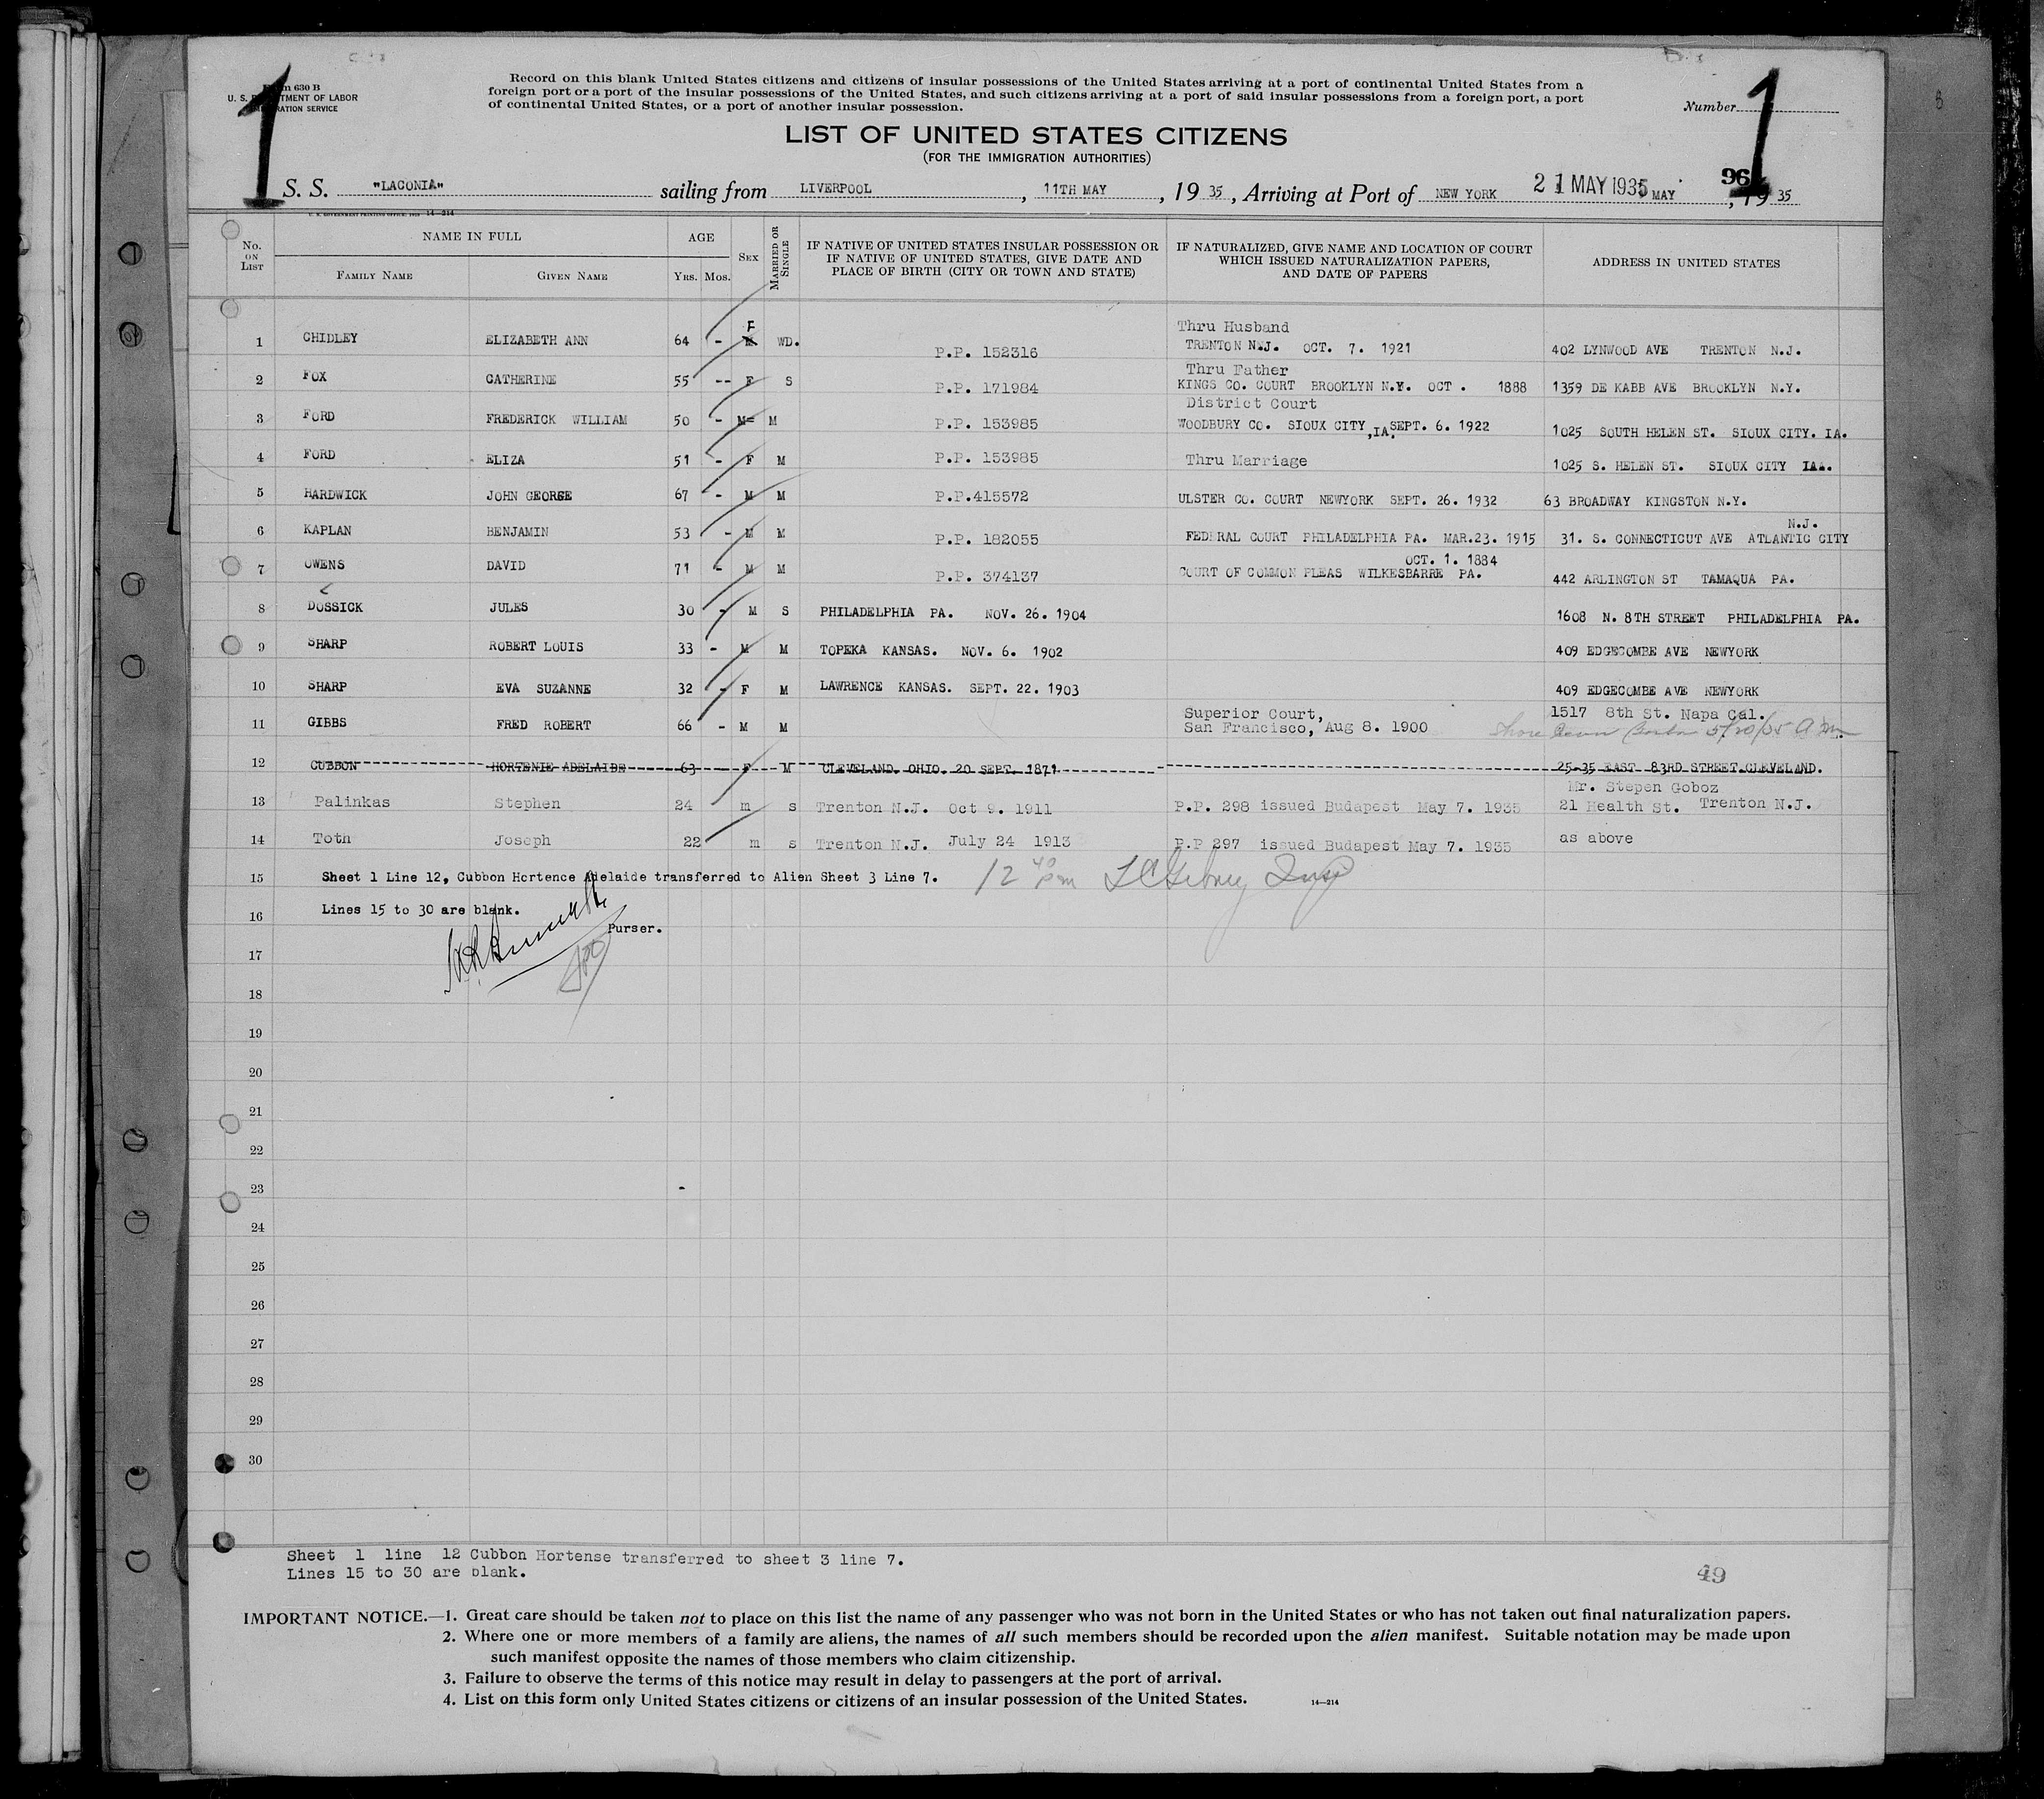 Form 630 B
U. S. DEPARTMENT OF LABOR
IMMIGRATION SERVICE
Record on this blank United States citizens and citizens of insular possessions of the United States arriving at a port of continental United States from a
foreign port or a port of the insular possessions of the United States, and such citizens arriving at a port of said insular possessions from a foreign port, a port
of continental United States, or a port of another insular possession.
1
Number 1
LIST OF UNITED STATES CITIZENS
(FOR THE IMMIGRATION AUTHORITIES)
S. S. "LACONIA" sailing from LIVERPOOL, 11TH MAY, 19 35, Arriving at Port of NEW YORK 21 MAY 1935 MAY 96, 19 35
U. S. GOVERNMENT PRINTING OFFICE: 14—214
No. ON LIST
NAME IN FULL
FAMILY NAME
GIVEN NAME
AGE
YRS. MOS.
SEX
MARRIED OR SINGLE
IF NATIVE OF UNITED STATES INSULAR POSSESSION OR
IF NATIVE OF UNITED STATES, GIVE DATE AND
PLACE OF BIRTH (CITY OR TOWN AND STATE)
IF NATURALIZED, GIVE NAME AND LOCATION OF COURT
WHICH ISSUED NATURALIZATION PAPERS,
AND DATE OF PAPERS
ADDRESS IN UNITED STATES
1 CHIDLEY ELIZABETH ANN 64 - F WD. P.P. 152316 Thru Husband
TRENTON N.J. OCT. 7. 1921 402 LYNWOOD AVE TRENTON N.J.
2 FOX CATHERINE 55 -- F S P.P. 171984 Thru Father
KINGS CO. COURT BROOKLYN N.Y. OCT . 1888 1359 DE KABB AVE BROOKLYN N.Y.
3 FORD FREDERICK WILLIAM 50 - M= M P.P. 153985 District Court
WOODBURY CO. SIOUX CITY ,IA. SEPT. 6. 1922 1025 SOUTH HELEN ST. SIOUX CITY. IA.
4 FORD ELIZA 51 - F M P.P. 153985 Thru Marriage 1025 S. HELEN ST. SIOUX CITY IA.
5 HARDWICK JOHN GEORGE 67 - M M P.P.415572 ULSTER CO. COURT NEWYORK SEPT. 26. 1932 63 BROADWAY KINGSTON N.Y.
6 KAPLAN BENJAMIN 53 - M M P.P. 182055 FEDERAL COURT PHILADELPHIA PA. MAR.23. 1915 31. S. CONNECTICUT AVE ATLANTIC CITY N.J.
7 OWENS DAVID 71 - M M P.P. 374137 COURT OF COMMON PLEAS WILKESBARRE PA. OCT. 1. 1884 442 ARLINGTON ST TAMAQUA PA.
8 DOSSICK JULES 30 - M S PHILADELPHIA PA. NOV. 26. 1904 1608 N. 8TH STREET PHILADELPHIA PA.
9 SHARP ROBERT LOUIS 33 - M M TOPEKA KANSAS. NOV. 6. 1902 409 EDGECOMBE AVE NEWYORK
10 SHARP EVA SUZANNE 32 - F M LAWRENCE KANSAS. SEPT. 22. 1903 409 EDGECOMBE AVE NEWYORK
11 GIBBS FRED ROBERT 66 - M M Superior Court,
San Francisco, Aug 8. 1900 1517 8th St. Napa Cal.
5/20/35
12 CUBBON HORTENIE ADELAIDE 63 F M CLEVELAND. OHIO. 20 SEPT. 1871 25-35 EAST 83RD STREET.CLEVELAND.
13 Palinkas Stephen 24 m s Trenton N.J. Oct 9. 1911 P.P. 298 issued Budapest May 7. 1935 Mr. Stepen Goboz
21 Health St. Trenton N.J.
14 Toth Joseph 22 m s Trenton N.J. July 24 1913 P.P 297 issued Budapest May 7. 1935 as above
15 Sheet 1 Line 12, Cubbon Hortence Adelaide transferred to Alien Sheet 3 Line 7. 12 40 pm
16 Lines 15 to 30 are blank.
Purser.
17
18
19
20
21
22
23
24
25
26
27
28
29
30
Sheet 1 line 12 Cubbon Hortense transferred to sheet 3 line 7.
Lines 15 to 30 are blank.
49
IMPORTANT NOTICE.—1. Great care should be taken not to place on this list the name of any passenger who was not born in the United States or who has not taken out final naturalization papers.
2. Where one or more members of a family are aliens, the names of all such members should be recorded upon the alien manifest. Suitable notation may be made upon
such manifest opposite the names of those members who claim citizenship.
3. Failure to observe the terms of this notice may result in delay to passengers at the port of arrival.
4. List on this form only United States citizens or citizens of an insular possession of the United States.
14—214